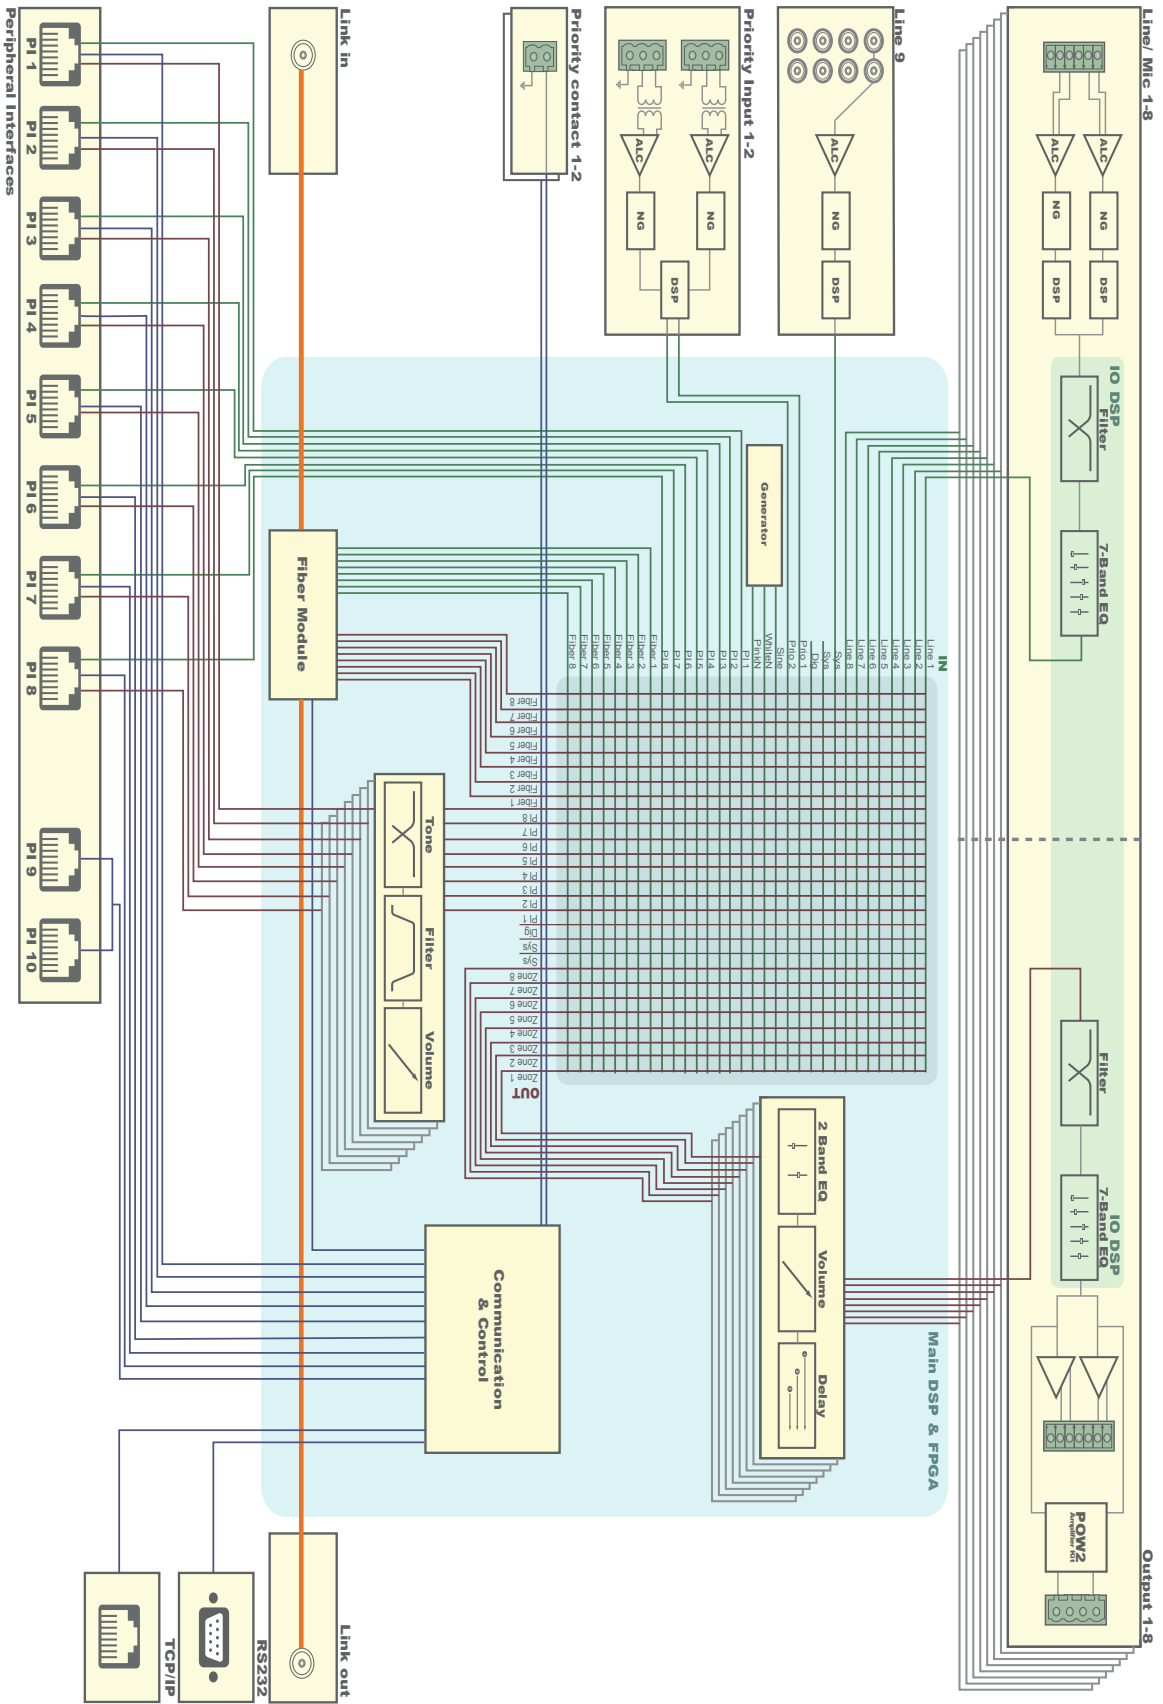 Line/ Mic 1-8
ALC
ALC
NG
NG
DSP
DSP
IO DSP
Filter
7-Band EQ
Filter
7-Band EQ
IO DSP
POW2
Amplifier Kit
Output 1-8
Line 9
ALC
NG
DSP
Priority Input 1-2
ALC
ALC
NG
NG
DSP
Priority contact 1-2
Link in
Peripheral Interfaces
PI 1
PI 2
PI 3
PI 4
PI 5
PI 6
PI 7
PI 8
PI 9
PI 10
Fiber Module
Generator
IN
Line 1
Line 2
Line 3
Line 4
Line 5
Line 6
Line 7
Line 8
Sys
Sys
Dig
Prio 1
Prio 2
Sine
WhiteN
PinkN
PI 1
PI 2
PI 3
PI 4
PI 5
PI 6
PI 7
PI 8
Fiber 1
Fiber 2
Fiber 3
Fiber 4
Fiber 5
Fiber 6
Fiber 7
Fiber 8
Fiber 8
Fiber 7
Fiber 6
Fiber 5
Fiber 4
Fiber 3
Fiber 2
Fiber 1
PI 8
PI 7
PI 6
PI 5
PI 4
PI 3
PI 2
PI 1
Dig
Sys
Sys
Zone 8
Zone 7
Zone 6
Zone 5
Zone 4
Zone 3
Zone 2
Zone 1
OUT
Tone
Filter
Volume
2 Band EQ
Volume
Delay
Main DSP & FPGA
Communication
& Control
Link out
RS232
TCP/IP